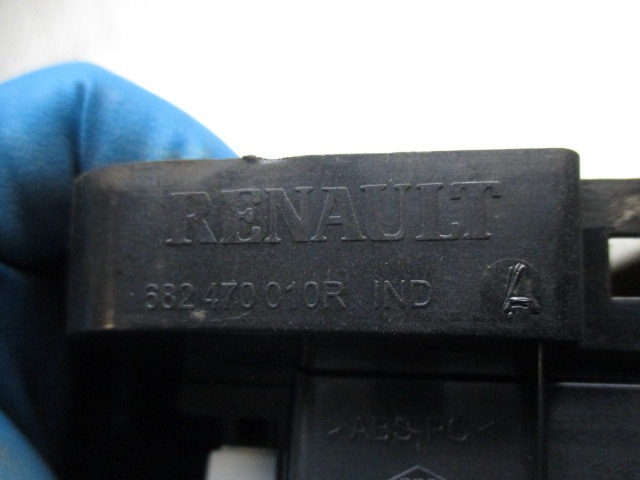 RENAULT
682 470 010R IND A
>ABS-PC<